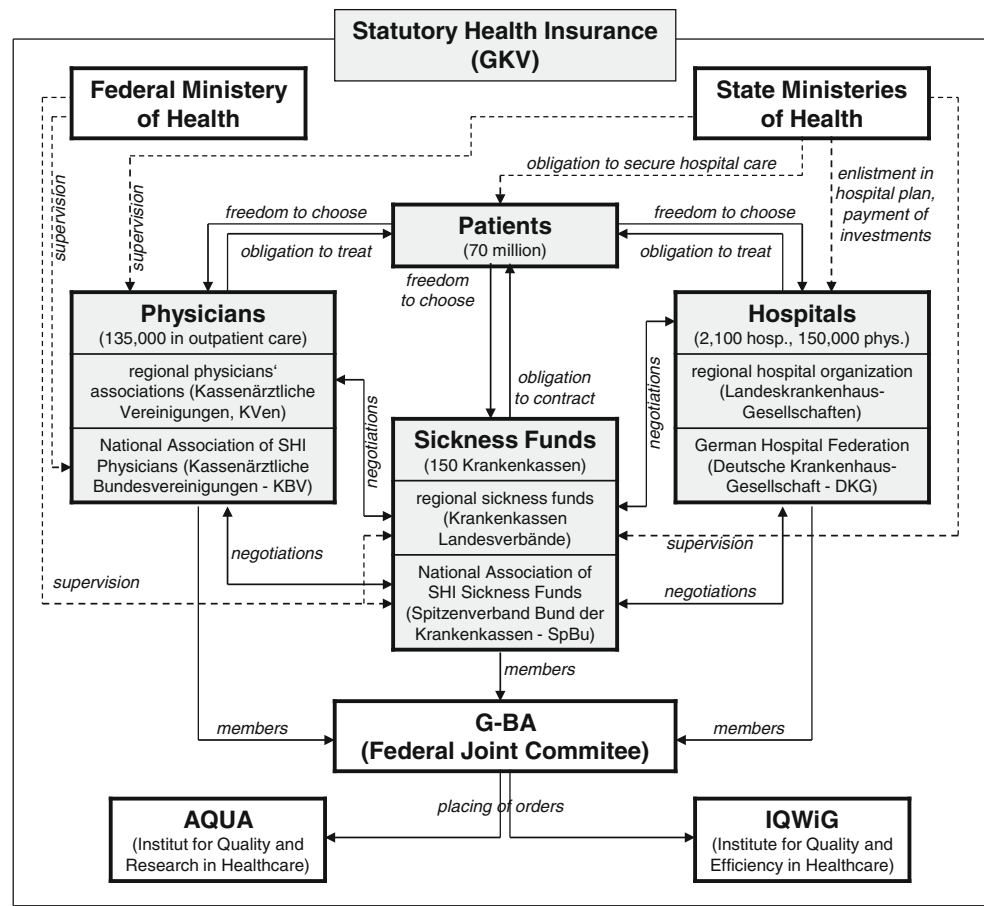 Statutory Health Insurance
(GKV)
Federal Ministery
of Health
State Ministeries
of Health
obligation to secure hospital care
enlistment in
hospital plan,
payment of
investments
supervision
supervision
freedom to choose
obligation to treat
Patients
(70 million)
freedom to choose
obligation to treat
freedom
to choose
Physicians
(135,000 in outpatient care)
regional physicians‘
associations (Kassenärztliche
Vereinigungen, KVen)
National Association of SHI
Physicians (Kassenärztliche
Bundesvereinigungen - KBV)
negotiations
obligation
to contract
negotiations
Hospitals
(2,100 hosp., 150,000 phys.)
regional hospital organization
(Landeskrankenhaus-
Gesellschaften)
German Hospital Federation
(Deutsche Krankenhaus-
Gesellschaft - DKG)
Sickness Funds
(150 Krankenkassen)
regional sickness funds
(Krankenkassen
Landesverbände)
National Association of
SHI Sickness Funds
(Spitzenverband Bund der
Krankenkassen - SpBu)
negotiations
supervision
supervision
negotiations
members
members
members
G-BA
(Federal Joint Commitee)
placing of orders
AQUA
(Institut for Quality and
Research in Healthcare)
IQWiG
(Institute for Quality and
Efficiency in Healthcare)